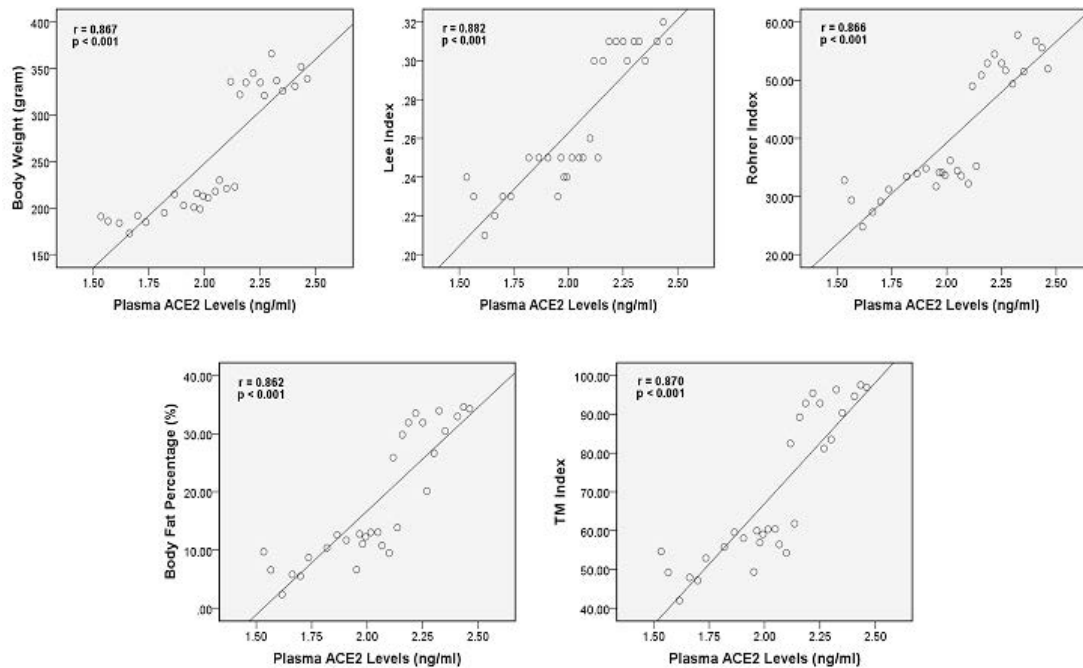 r = 0.867
p < 0.001
Body Weight (gram)
400
350
300
250
200
150
1.50 1.75 2.00 2.25 2.50
Plasma ACE2 Levels (ng/ml)
r = 0.882
p < 0.001
Lee Index
.32
.30
.28
.26
.24
.22
.20
1.50 1.75 2.00 2.25 2.50
Plasma ACE2 Levels (ng/ml)
r = 0.866
p < 0.001
Rohrer Index
60.00
50.00
40.00
30.00
20.00
1.50 1.75 2.00 2.25 2.50
Plasma ACE2 Levels (ng/ml)
r = 0.862
p < 0.001
Body Fat Percentage (%)
40.00
30.00
20.00
10.00
.00
1.50 1.75 2.00 2.25 2.50
Plasma ACE2 Levels (ng/ml)
r = 0.870
p < 0.001
TM Index
100.00
90.00
80.00
70.00
60.00
50.00
40.00
1.50 1.75 2.00 2.25 2.50
Plasma ACE2 Levels (ng/ml)